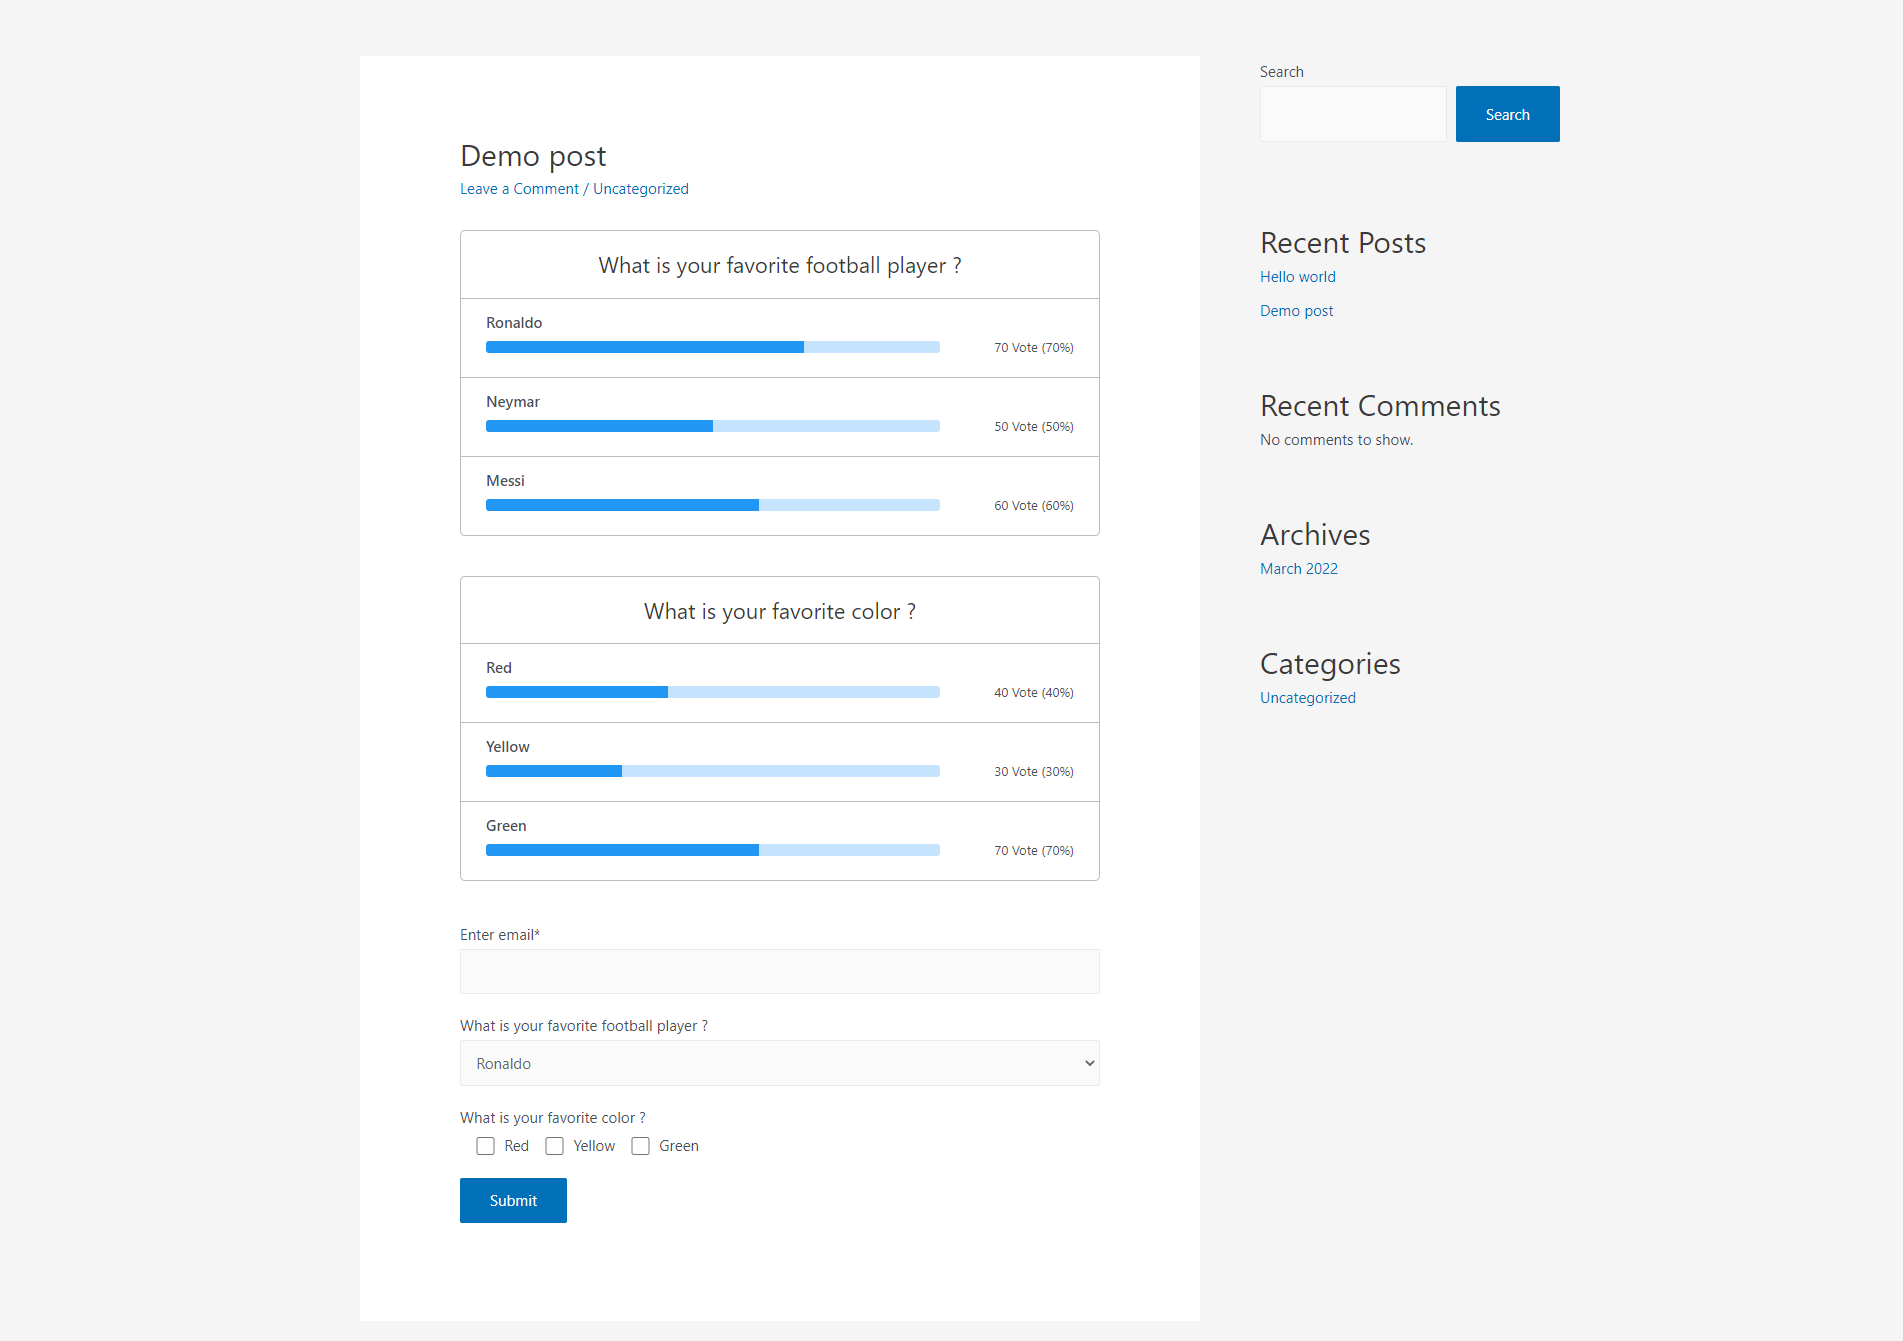 Demo post
Leave a Comment / Uncategorized
What is your favorite football player ?
Ronaldo
70 Vote (70%)
Neymar
50 Vote (50%)
Messi
60 Vote (60%)
What is your favorite color ?
Red
40 Vote (40%)
Yellow
30 Vote (30%)
Green
70 Vote (70%)
Enter email*
What is your favorite football player ?
Ronaldo
What is your favorite color ?
Red Yellow Green
Submit
Search
Search
Recent Posts
Hello world
Demo post
Recent Comments
No comments to show.
Archives
March 2022
Categories
Uncategorized